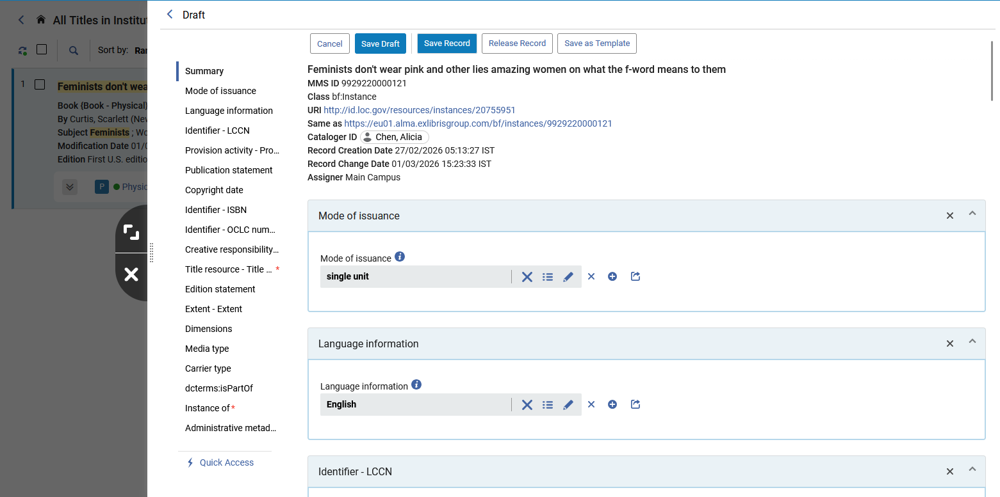 All Titles in Institu
Sort by: Ran
1
Feminists don't wea
Book {Book - Physical}
By Curtis, Scarlett (Nev
Subject Feminists ; Wo
Modification Date 01/0
Edition First U.S. editio
P Physic
Draft
Cancel Save Draft Save Record Release Record Save as Template
Summary
Mode of issuance
Language information
Identifier - LCCN
Provision activity - Pro...
Publication statement
Copyright date
Identifier - ISBN
Identifier - OCLC num...
Creative responsibility...
Title resource - Title ... *
Edition statement
Extent - Extent
Dimensions
Media type
Carrier type
dcterms:isPartOf
Instance of*
Administrative metad...
Quick Access
Feminists don't wear pink and other lies amazing women on what the f-word means to them
MMS ID 9929220000121
Class bf:Instance
URI http://id.loc.gov/resources/instances/20755951
Same as https://eu01.alma.exlibrisgroup.com/bf/instances/9929220000121
Cataloger ID Chen, Alicia
Record Creation Date 27/02/2026 05:13:27 IST
Record Change Date 01/03/2026 15:23:33 IST
Assigner Main Campus
Mode of issuance
Mode of issuance
single unit
Language information
Language information
English
Identifier - LCCN